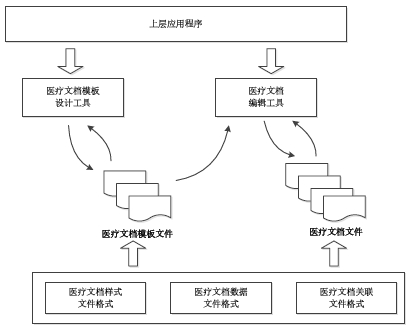 上层应用程序
医疗文档模板
设计工具
医疗文档
编辑工具
医疗文档模板文件
医疗文档文件
医疗文档样式
文件格式
医疗文档数据
文件格式
医疗文档关联
文件格式